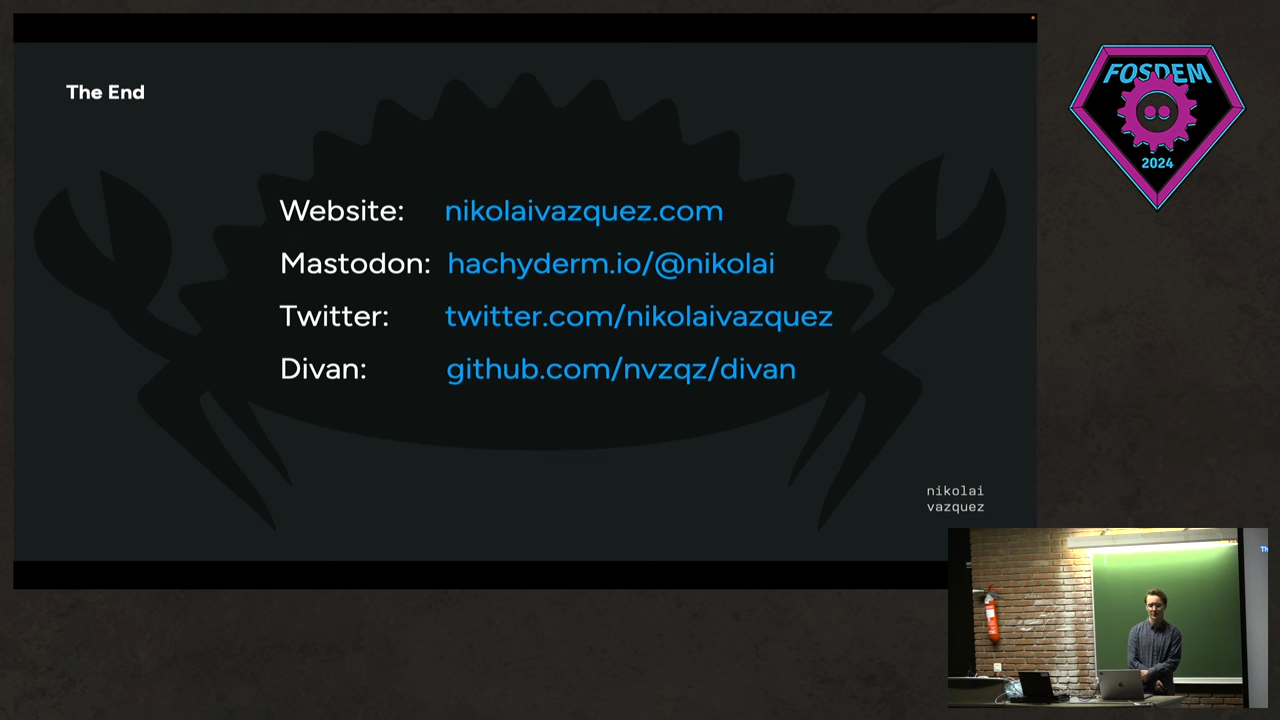 The End
Website: nikolaivazquez.com
Mastodon: hachyderm.io/@nikolai
Twitter: twitter.com/nikolaivazquez
Divan: github.com/nvzqz/divan
nikolai
vazquez
FOSDEM
2024
Th